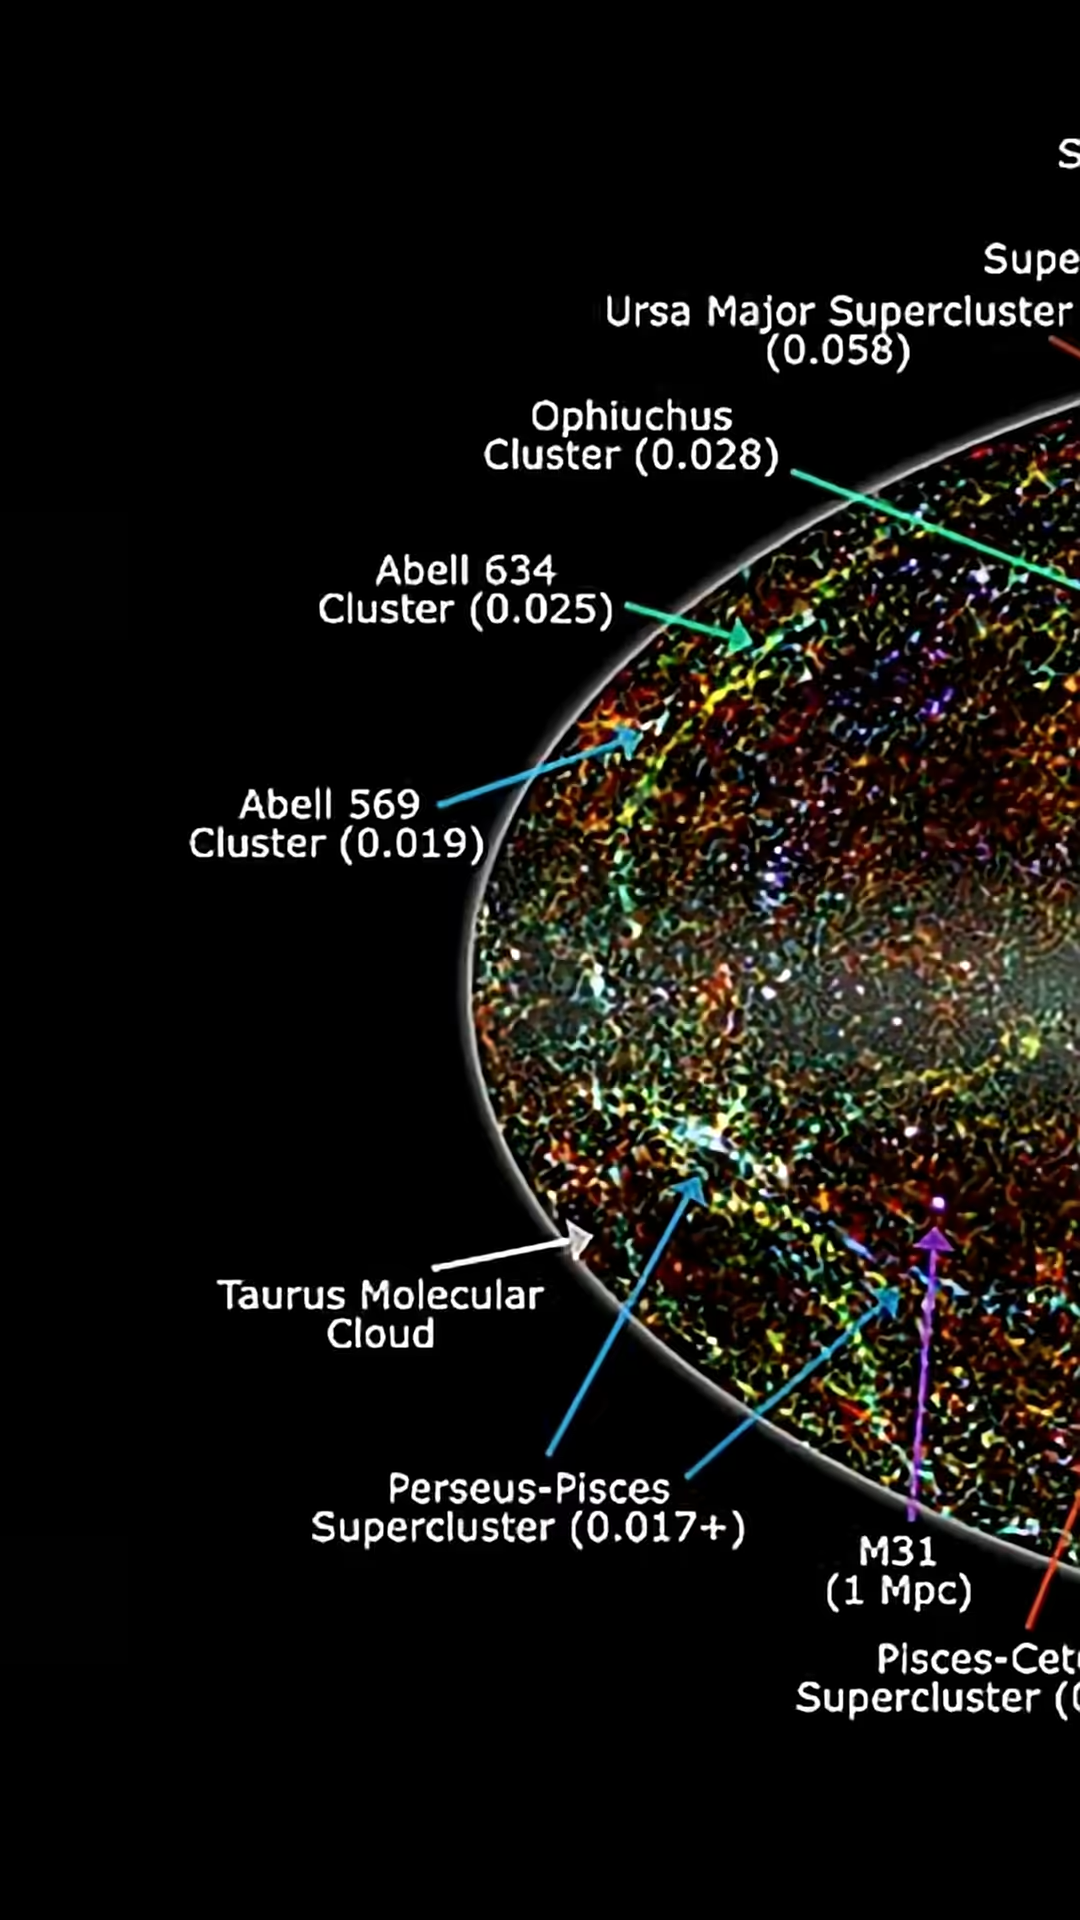 S
Supe
Ursa Major Supercluster
(0.058)
Ophiuchus
Cluster (0.028)
Abell 634
Cluster (0.025)
Abell 569
Cluster (0.019)
Taurus Molecular
Cloud
Perseus-Pisces
Supercluster (0.017+)
M31
(1 Mpc)
Pisces-Cet
Supercluster (0